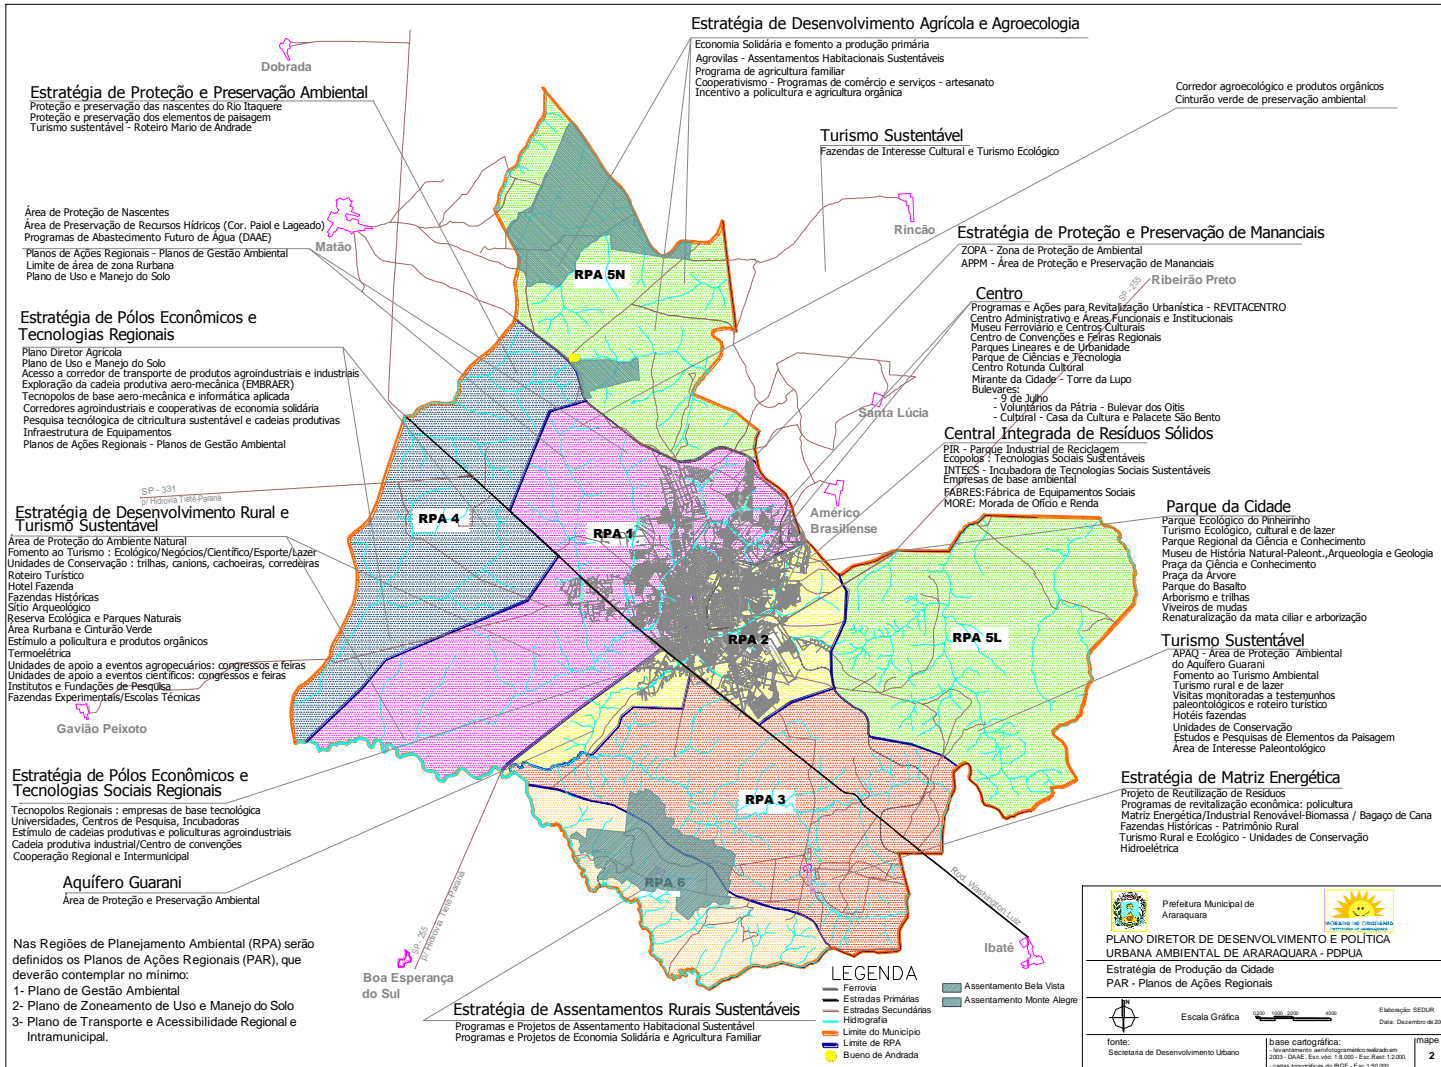 Estratégia de Desenvolvimento Agrícola e Agroecologia
Economia Solidária e fomento a produção primária
Agrovilas - Assentamentos Habitacionais Sustentáveis
Programa de agricultura familiar
Cooperativismo - Programas de comércio e serviços - artesanato
Incentivo a policultura e agricultura orgânica
Dobrada
Estratégia de Proteção e Preservação Ambiental
Proteção e preservação das nascentes do Rio Itaquere
Proteção e preservação dos elementos de paisagem
Turismo sustentável - Roteiro Mario de Andrade
Corredor agroecológico e produtos orgânicos
Cinturão verde de preservação ambiental
Turismo Sustentável
Fazendas de Interesse Cultural e Turismo Ecológico
Área de Proteção de Nascentes
Área de Preservação de Recursos Hídricos (Cor. Paiol e Lageado)
Programas de Abastecimento Futuro de Água (DAAE)
Planos de Ações Regionais - Planos de Gestão Ambiental
Limite de área de zona Rurbana
Plano de Uso e Manejo do Solo
Matão
Rincão
Estratégia de Proteção e Preservação de Mananciais
ZOPA - Zona de Proteção de Ambiental
APPM - Área de Proteção e Preservação de Mananciais
SP - 255
Ribeirão Preto
RPA 5N
Centro
Programas e Ações para Revitalização Urbanística - REVITACENTRO
Centro Administrativo e Áreas Funcionais e Institucionais
Museu Ferroviário e Centros Culturais
Centro de Convenções e Feiras Regionais
Parques Lineares e de Urbanidade
Parque de Ciências e Tecnologia
Centro Rotunda Cultural
Mirante da Cidade - Torre da Lupo
Bulevares:
- 9 de Julho
- Voluntários da Pátria - Bulevar dos Oitis
- Cultural - Casa da Cultura e Palacete São Bento
Estratégia de Pólos Econômicos e
Tecnologias Regionais
Plano Diretor Agrícola
Plano de Uso e Manejo do Solo
Acesso a corredor de transporte de produtos agroindustriais e industriais
Exploração da cadeia produtiva aero-mecânica (EMBRAER)
Tecnopolos de base aero-mecânica e informática aplicada
Corredores agroindustriais e cooperativas de economia solidária
Pesquisa tecnólogica de citricultura sustentável e cadeias produtivas
Infraestrutura de Equipamentos
Planos de Ações Regionais - Planos de Gestão Ambiental
Santa Lúcia
Central Integrada de Resíduos Sólidos
PIR - Parque Industrial de Reciclagem
Ecopolos : Tecnologias Sociais Sustentáveis
INTECS - Incubadora de Tecnologias Sociais Sustentáveis
Empresas de base ambiental
FABRES:Fábrica de Equipamentos Sociais
MORE: Morada de Ofício e Renda
SP - 331
p/ Hidrovia Tietê-Paraná
Américo
Brasiliense
RPA 4
RPA 1
Estratégia de Desenvolvimento Rural e
Turismo Sustentável
Área de Proteção do Ambiente Natural
Fomento ao Turismo : Ecológico/Negócios/Científico/Esporte/Lazer
Unidades de Conservação : trilhas, canions, cachoeiras, corredeiras
Roteiro Turístico
Hotel Fazenda
Fazendas Históricas
Sítio Arqueológico
Reserva Ecológica e Parques Naturais
Área Rurbana e Cinturão Verde
Estímulo a policultura e produtos orgânicos
Termoelétrica
Unidades de apoio a eventos agropecuários: congressos e feiras
Unidades de apoio a eventos científicos: congressos e feiras
Institutos e Fundações de Pesquisa
Fazendas Experimentais/Escolas Técnicas
Parque da Cidade
Parque Ecológico do Pinheirinho
Turismo Ecológico, cultural e de lazer
Parque Regional da Ciência e Conhecimento
Museu de História Natural-Paleont.,Arqueologia e Geologia
Praça da Ciência e Conhecimento
Praça da Árvore
Parque do Basalto
Arborismo e trilhas
Viveiros de mudas
Renaturalização da mata ciliar e arborização
RPA 2
RPA 5L
Turismo Sustentável
APAQ - Área de Proteção Ambiental
do Aquífero Guarani
Fomento ao Turismo Ambiental
Turismo rural e de lazer
Visitas monitoradas a testemunhos
paleontológicos e roteiro turístico
Hotéis fazendas
Unidades de Conservação
Estudos e Pesquisas de Elementos da Paisagem
Área de Interesse Paleontológico
Gavião Peixoto
Estratégia de Pólos Econômicos e
Tecnologias Sociais Regionais
Tecnopolos Regionais : empresas de base tecnológica
Universidades, Centros de Pesquisa, Incubadoras
Estímulo de cadeias produtivas e policulturas agroindustriais
Cadeia produtiva industrial/Centro de convenções
Cooperação Regional e Intermunicipal
Estratégia de Matriz Energética
Projeto de Reutilização de Residuos
Programas de revitalização econômica: policultura
Matriz Energética/Industrial Renovável-Biomassa / Bagaço de Cana
Fazendas Históricas - Patrimônio Rural
Turismo Rural e Ecológico - Unidades de Conservação
Hidroelétrica
RPA 3
RPA 6
Aquífero Guarani
Área de Proteção e Preservação Ambiental
Rod. Washington Luiz
SP - 255
p/ Hidrovia Tietê-Paraná
Ibaté
Boa Esperança
do Sul
Nas Regiões de Planejamento Ambiental (RPA) serão
definidos os Planos de Ações Regionais (PAR), que
deverão contemplar no mínimo:
1- Plano de Gestão Ambiental
2- Plano de Zoneamento de Uso e Manejo do Solo
3- Plano de Transporte e Acessibilidade Regional e
Intramunicipal.
Estratégia de Assentamentos Rurais Sustentáveis
Programas e Projetos de Assentamento Habitacional Sustentável
Programas e Projetos de Economia Solidária e Agricultura Familiar
LEGENDA
Ferrovia
Estradas Primárias
Estradas Secundárias
Hidrografia
Limite do Município
Limite de RPA
Bueno de Andrada
Assentamento Bela Vista
Assentamento Monte Alegre
Prefeitura Municipal de
Araraquara
PLANO DIRETOR DE DESENVOLVIMENTO E POLÍTICA
URBANA AMBIENTAL DE ARARAQUARA - PDPUA
Estratégia de Produção da Cidade
PAR - Planos de Ações Regionais
N
Escala Gráfica
Elaboração: SEDUR
Data: Dezembro de 20
fonte:
Secretaria de Desenvolvimento Urbano
base cartográfica:
mapa
2